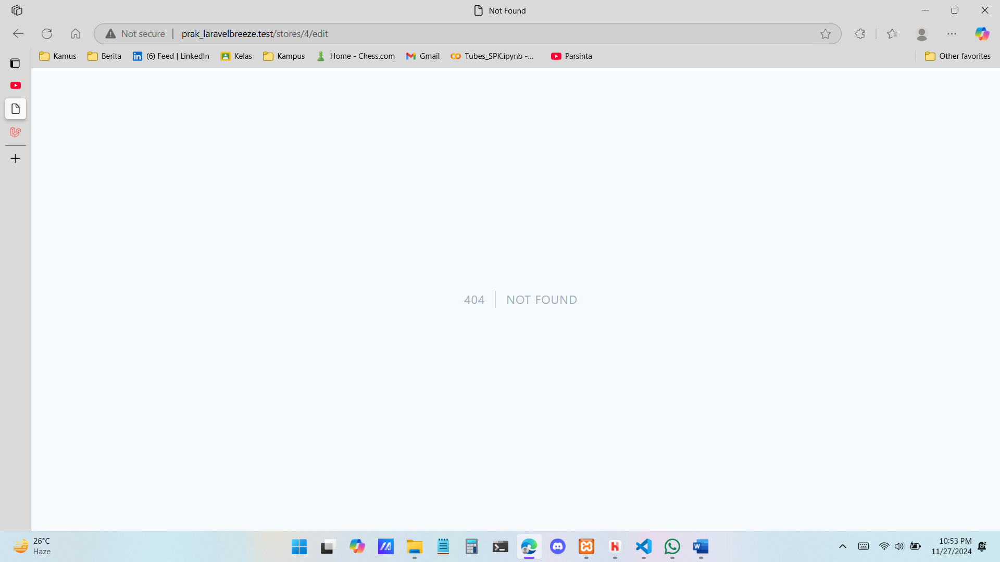 Not Found
Not secure
prak_laravelbreeze.test/stores/4/edit
Kamus
Berita
(6) Feed | LinkedIn
Kelas
Kampus
Home - Chess.com
Gmail
Tubes_SPK.ipynb -...
Parsinta
Other favorites
404
NOT FOUND
26°C
Haze
10:53 PM
11/27/2024